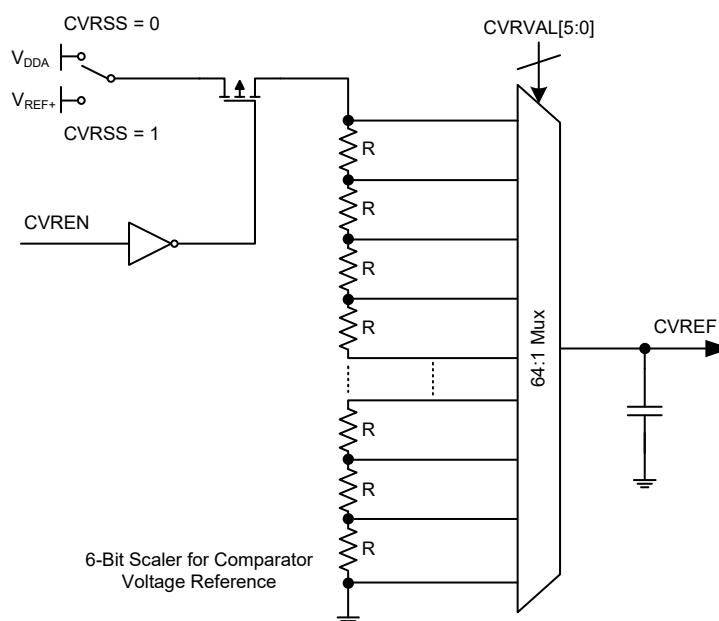 CVRSS = 0
CVRVAL[5:0]
VDDA
VREF+
CVRSS = 1
R
R
CVREN
R
R
CVREF
64:1 Mux
R
R
R
6-Bit Scaler for Comparator
Voltage Reference